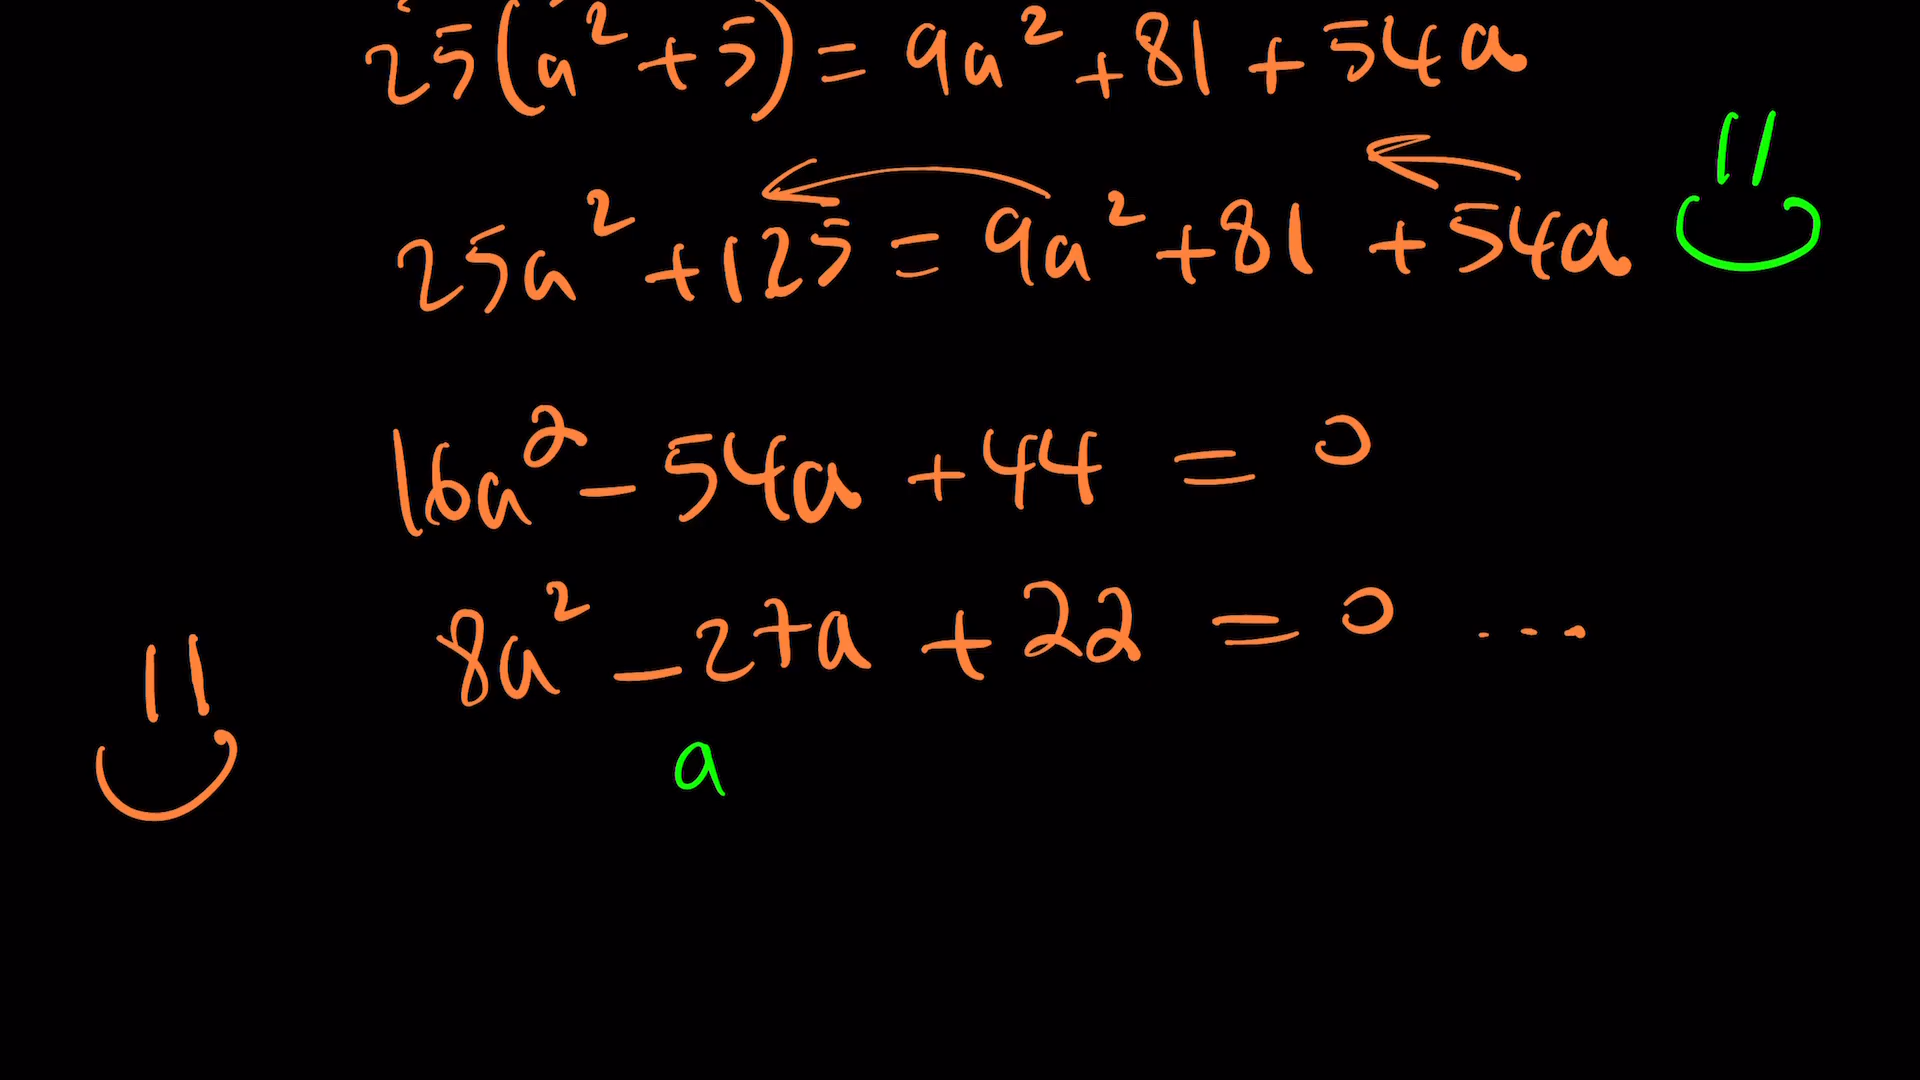 25(a²+5) = 9a² + 81 + 54a
25a² + 125 = 9a² + 81 + 54a
16a² - 54a + 44 = 0
8a² - 27a + 22 = 0 ...
a